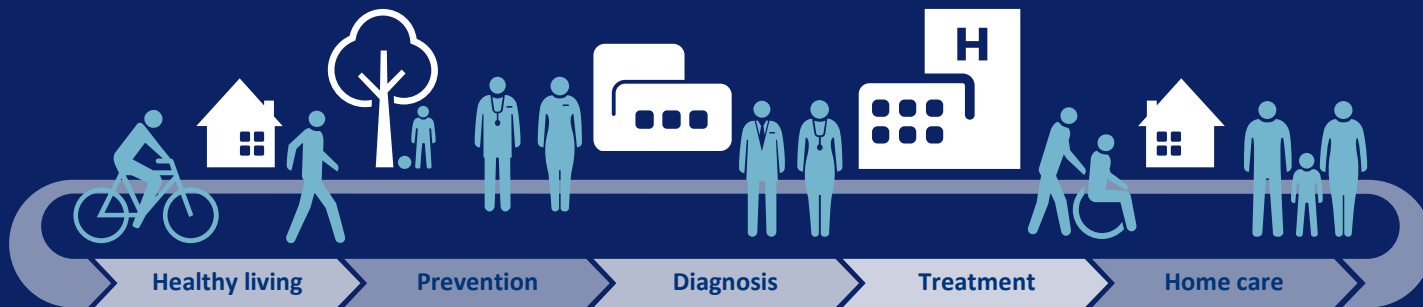 H
Healthy living
Prevention
Diagnosis
Treatment
Home care